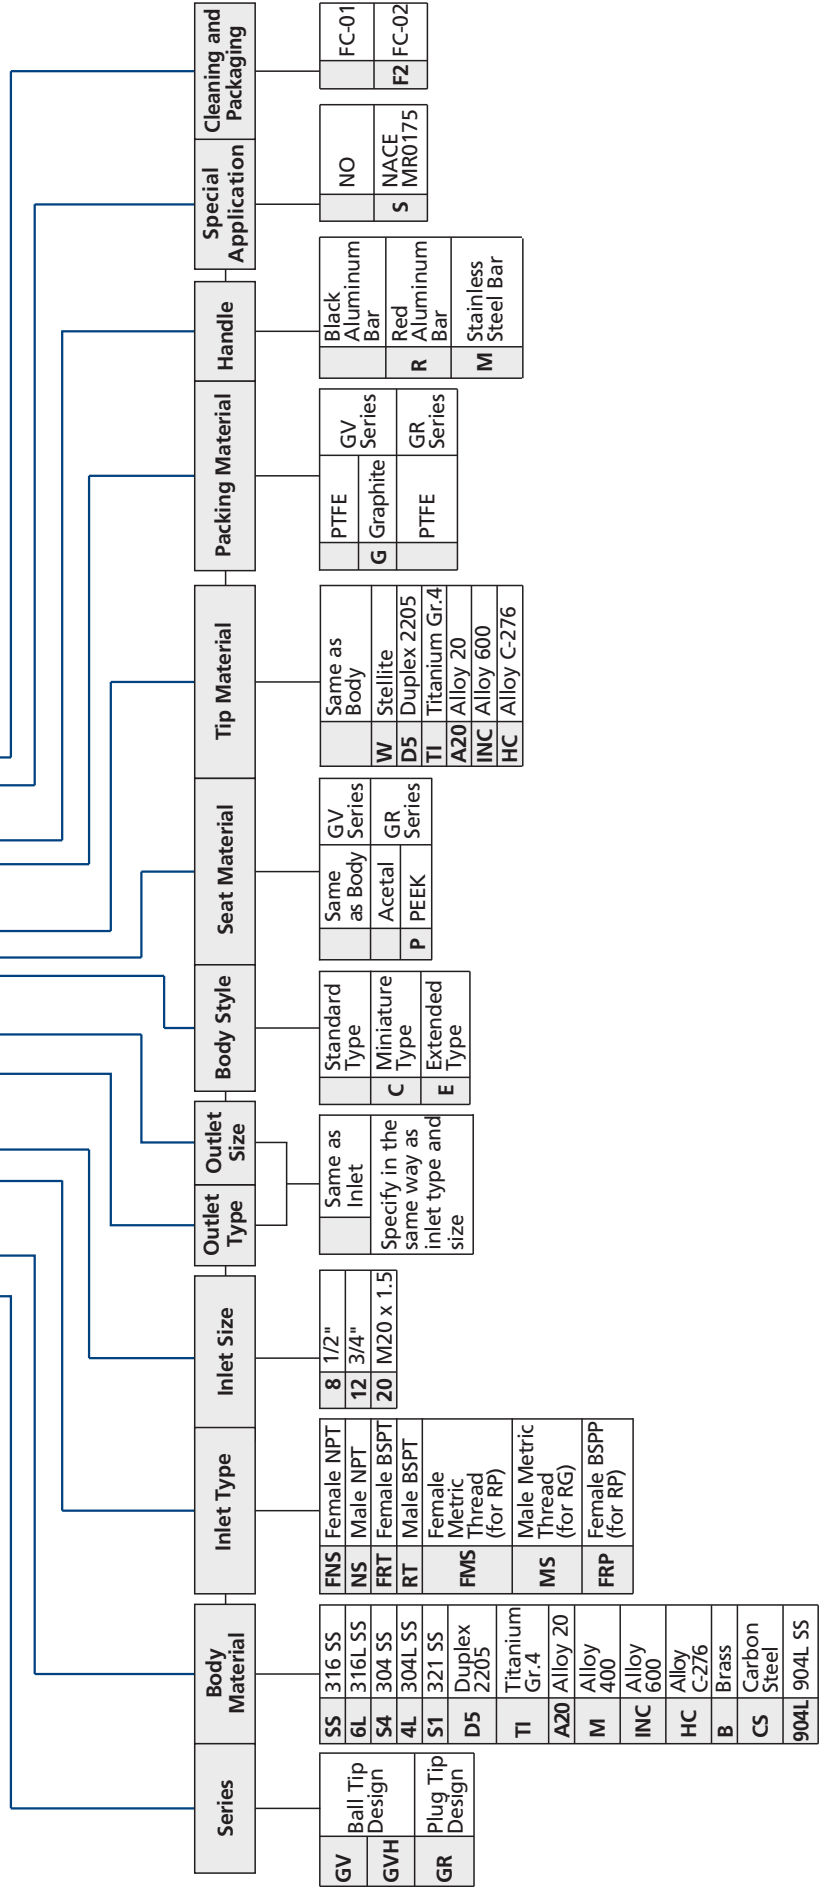 Series
GV
GVH
Ball Tip
Design
GR
Plug Tip
Design
Body
Material
SS 316 SS
6L 316L SS
S4 304 SS
4L 304L SS
S1 321 SS
D5 Duplex
2205
TI Titanium
Gr.4
A20 Alloy 20
M Alloy
400
INC Alloy
600
HC Alloy
C-276
B Brass
CS Carbon
Steel
904L 904L SS
Inlet Type
FNS Female NPT
NS Male NPT
FRT Female BSPT
RT Male BSPT
FMS Female
Metric
Thread
(for RP)
MS Male Metric
Thread
(for RG)
FRP Female BSPP
(for RP)
Inlet Size
8 1/2"
12 3/4"
20 M20 x 1.5
Outlet
Type
Outlet
Size
Same as
Inlet
Specify in the
same way as
inlet type and
size
Body Style
Standard
Type
C Miniature
Type
E Extended
Type
Seat Material
Same
as Body
GV
Series
Acetal
P PEEK
GR
Series
Tip Material
Same as
Body
W Stellite
D5 Duplex 2205
TI Titanium Gr.4
A20 Alloy 20
INC Alloy 600
HC Alloy C-276
Packing Material
PTFE
G Graphite
GV
Series
PTFE
GR
Series
Handle
Black
Aluminum
Bar
R Red
Aluminum
Bar
M Stainless
Steel Bar
Special
Application
NO
S NACE
MR0175
Cleaning and
Packaging
FC-01
F2 FC-02